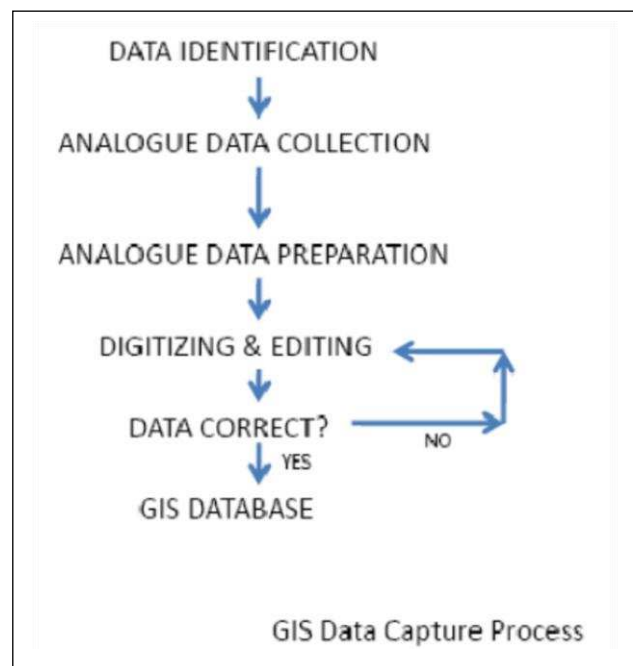 DATA IDENTIFICATION
ANALOGUE DATA COLLECTION
ANALOGUE DATA PREPARATION
DIGITIZING & EDITING
DATA CORRECT?
NO
YES
GIS DATABASE
GIS Data Capture Process